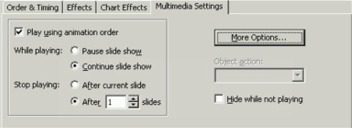 Order & Timing Effects Chart Effects Multimedia Settings
Play using animation order
While playing: Pause slide show
Continue slide show
Stop playing: After current slide
After 1 slides
More Options...
Object action:
Hide while not playing